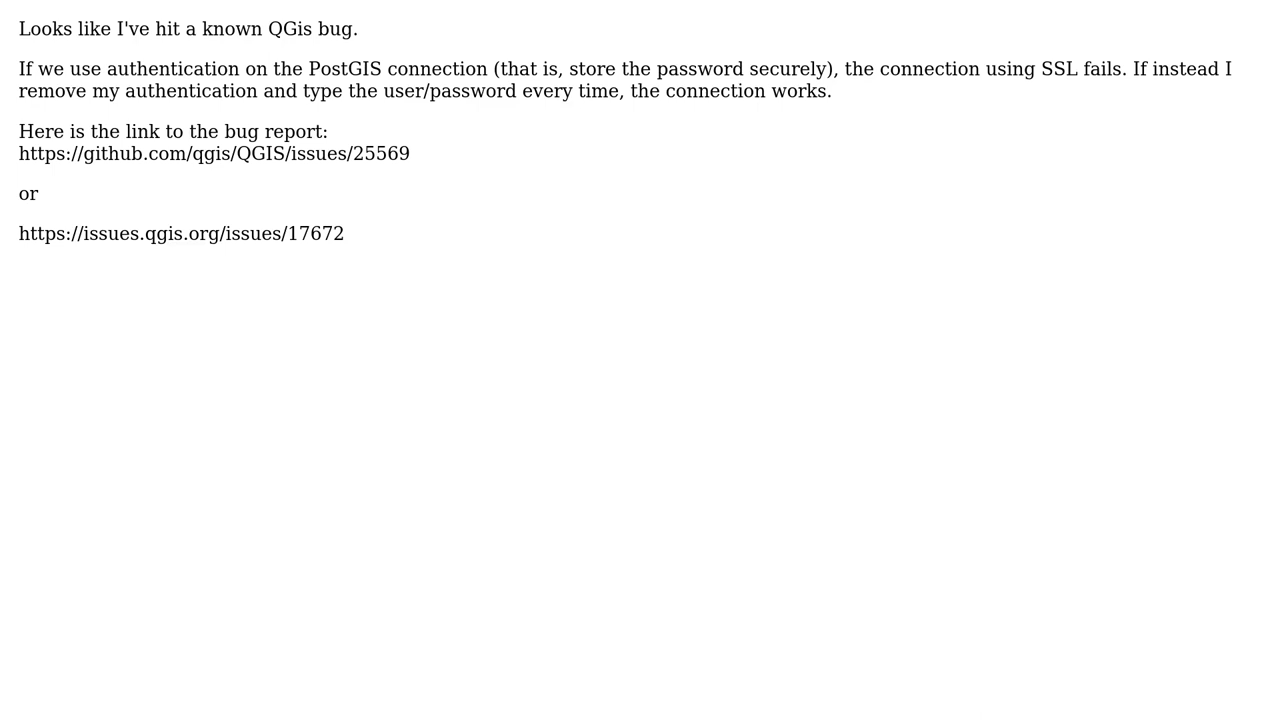 Looks like I've hit a known QGis bug.
If we use authentication on the PostGIS connection (that is, store the password securely), the connection using SSL fails. If instead I
remove my authentication and type the user/password every time, the connection works.
Here is the link to the bug report:
https://github.com/qgis/QGIS/issues/25569
or
https://issues.qgis.org/issues/17672